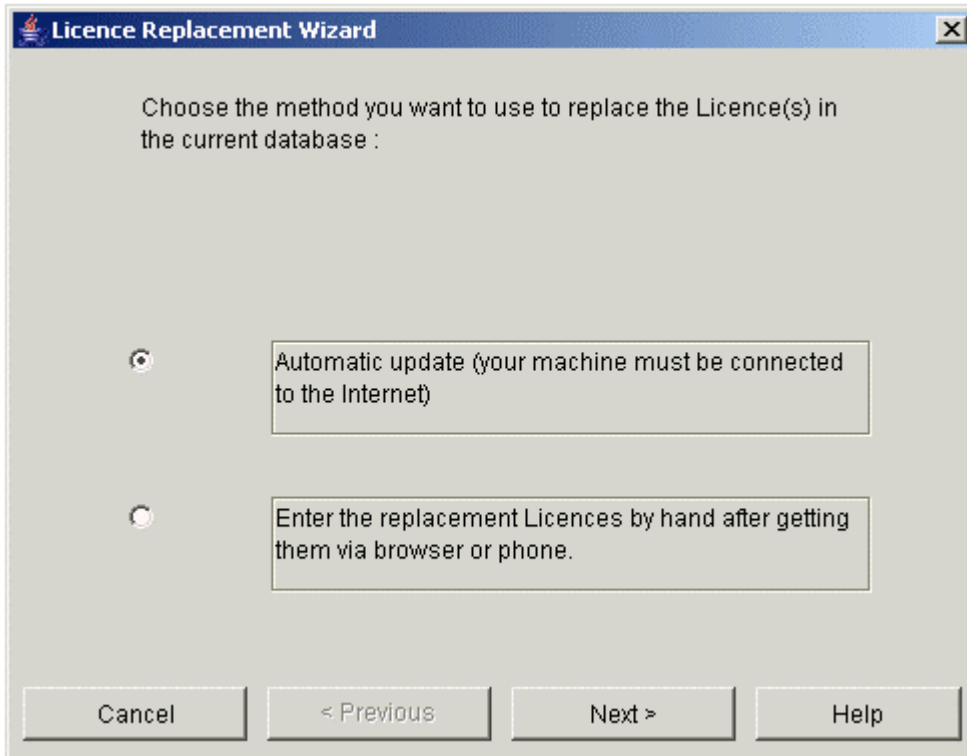 Licence Replacement Wizard
Choose the method you want to use to replace the Licence(s) in
the current database :
Automatic update (your machine must be connected
to the Internet)
Enter the replacement Licences by hand after getting
them via browser or phone.
Cancel
< Previous
Next >
Help